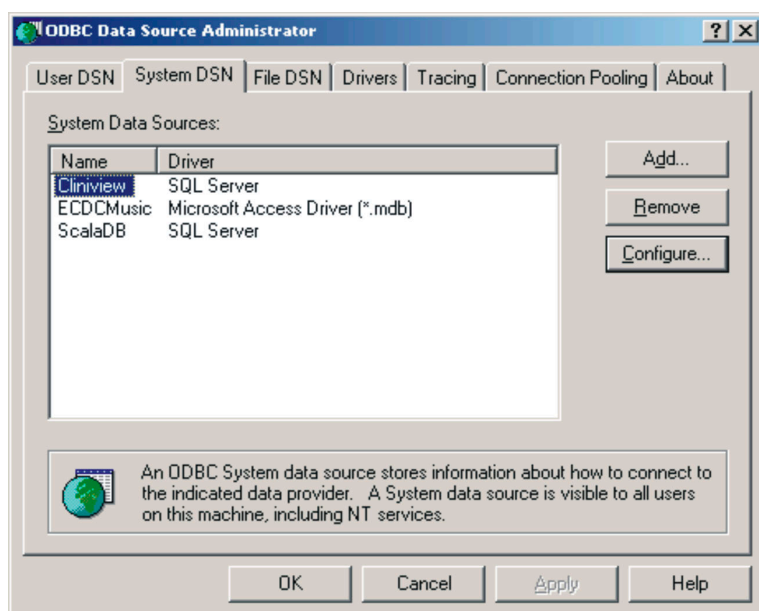 ODBC Data Source Administrator
User DSN System DSN File DSN Drivers Tracing Connection Pooling About
System Data Sources:
Name Driver
Cliniview SQL Server
ECDCMusic Microsoft Access Driver (*.mdb)
ScalaDB SQL Server
Add...
Remove
Configure...
An ODBC System data source stores information about how to connect to
the indicated data provider. A System data source is visible to all users
on this machine, including NT services.
OK Cancel Apply Help